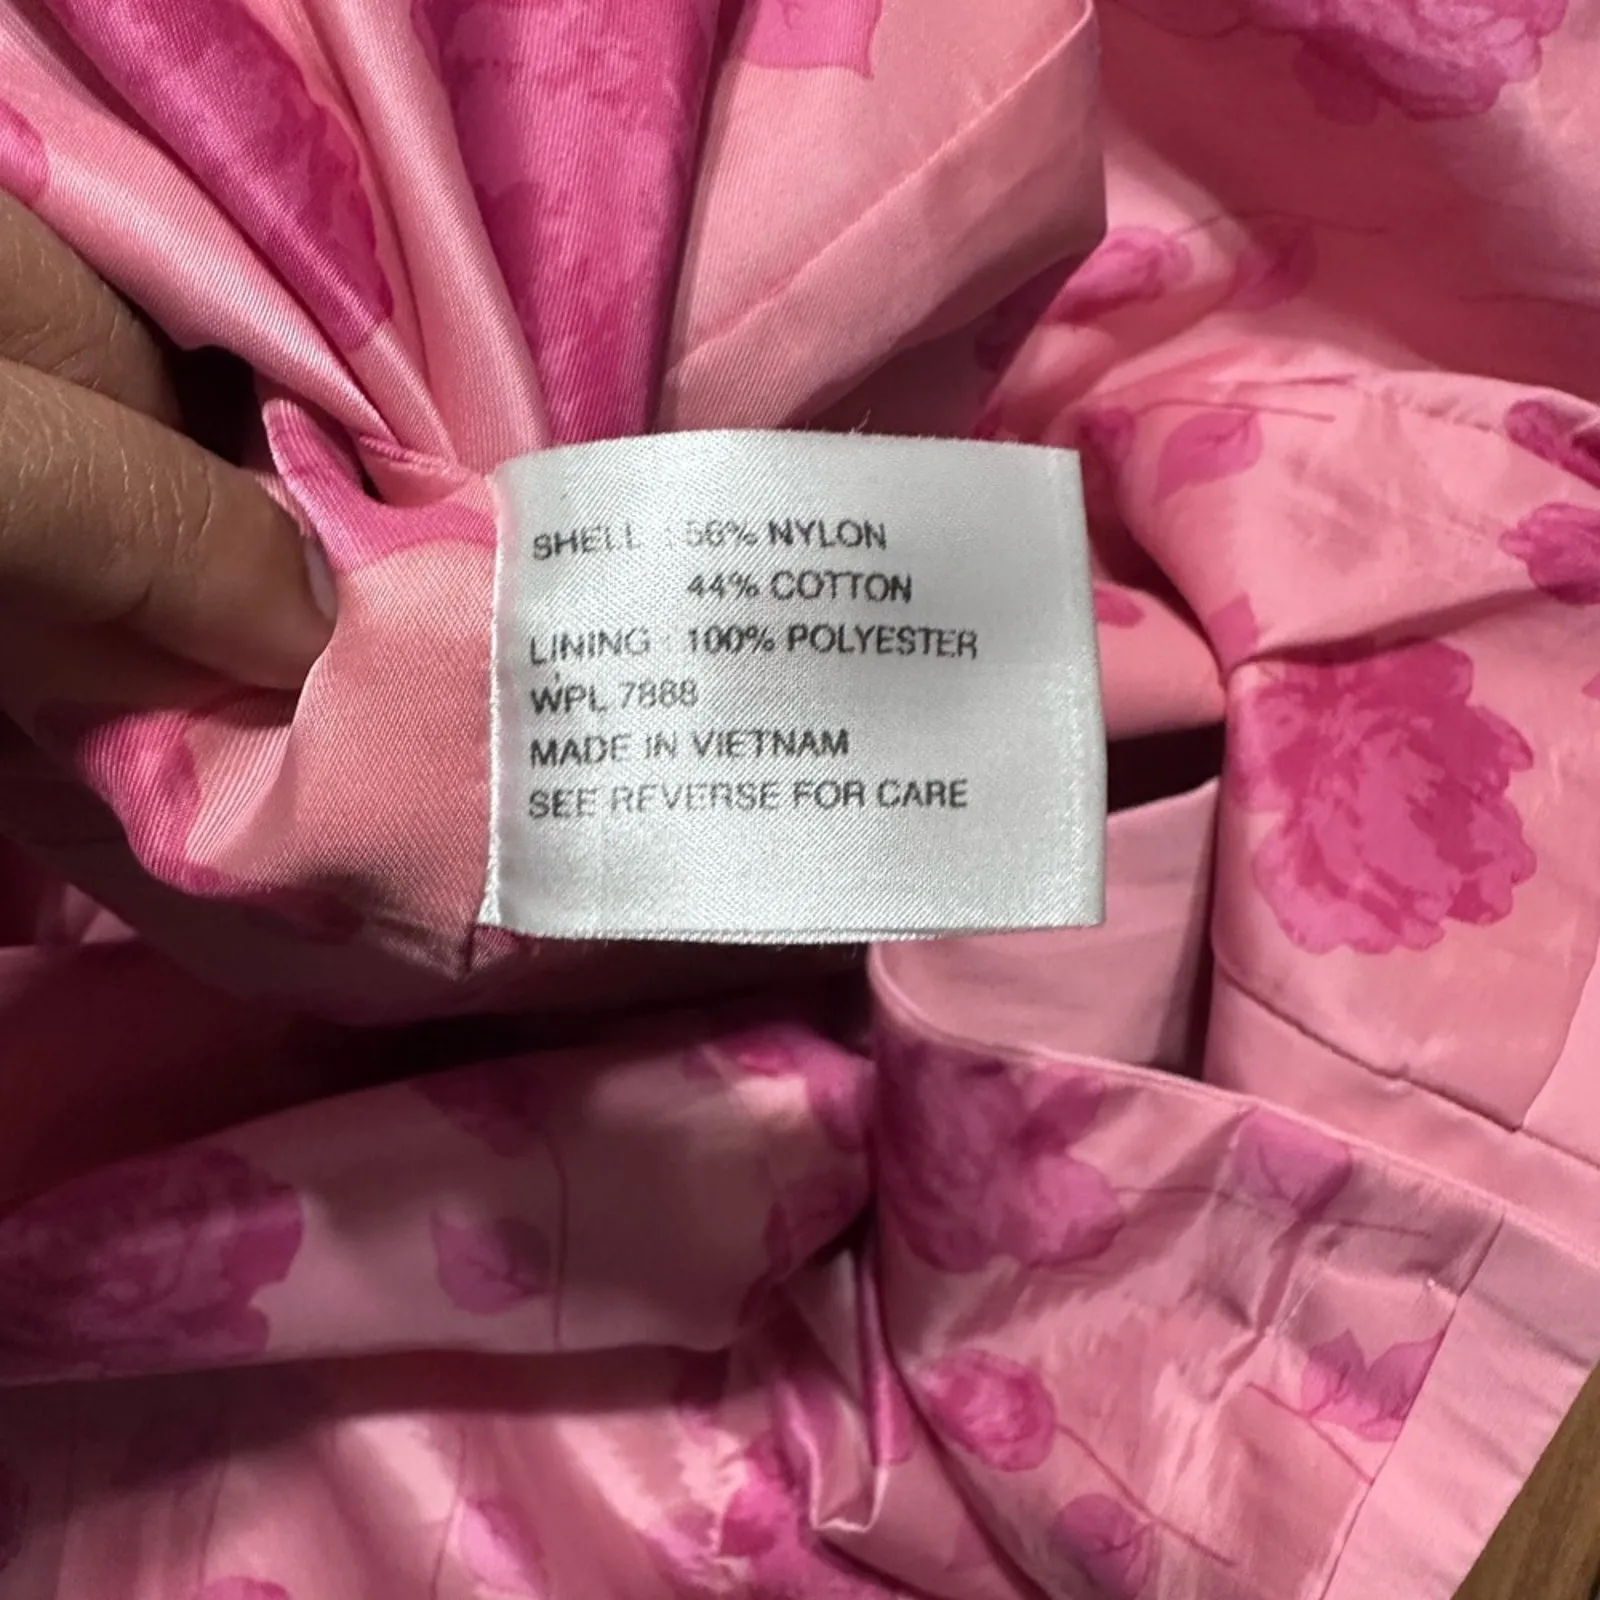 SHELL : 56% NYLON
44% COTTON
LINING : 100% POLYESTER
WPL 7888
MADE IN VIETNAM
SEE REVERSE FOR CARE